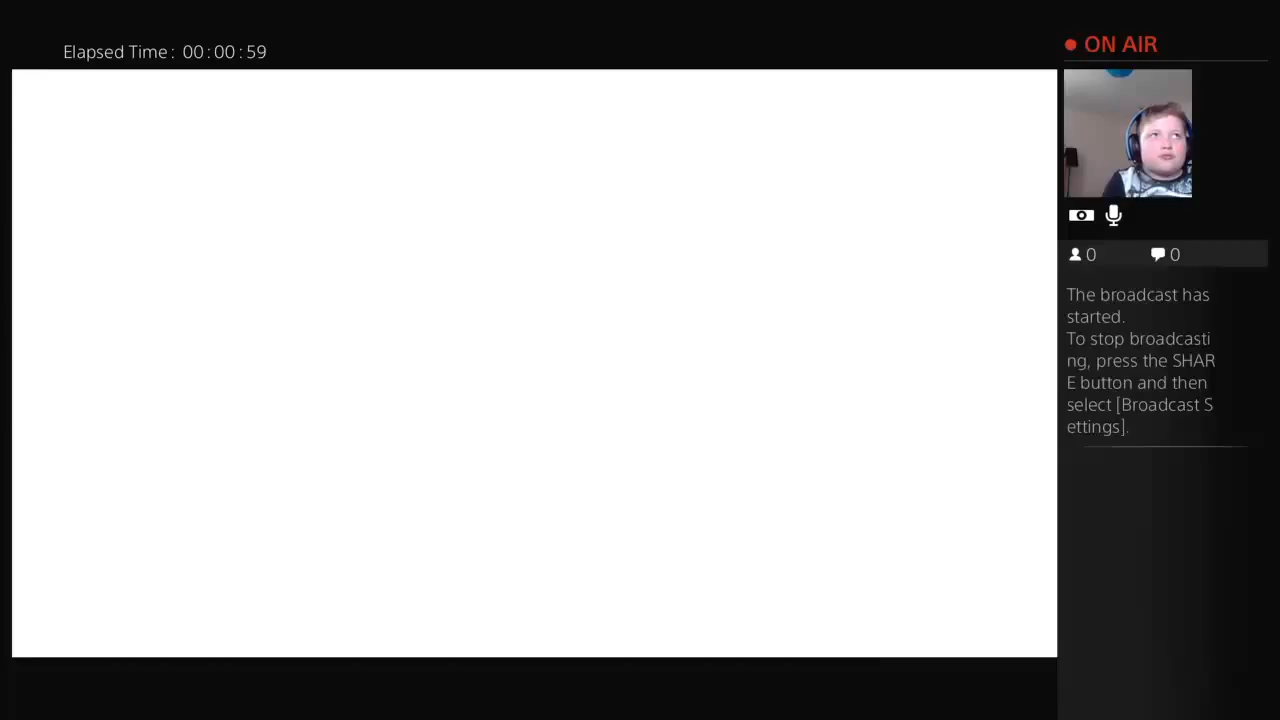 Elapsed Time: 00:00:59
ON AIR
0 0
The broadcast has
started.
To stop broadcasti
ng, press the SHAR
E button and then
select [Broadcast S
ettings].